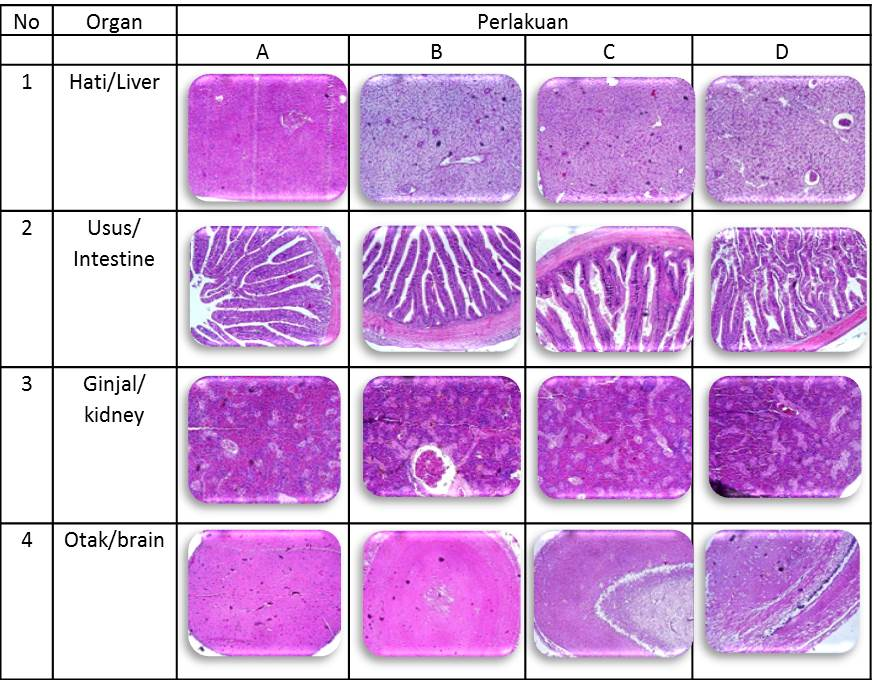 No Organ Perlakuan
A B C D
1 Hati/Liver
2 Usus/
Intestine
3 Ginjal/
kidney
4 Otak/brain